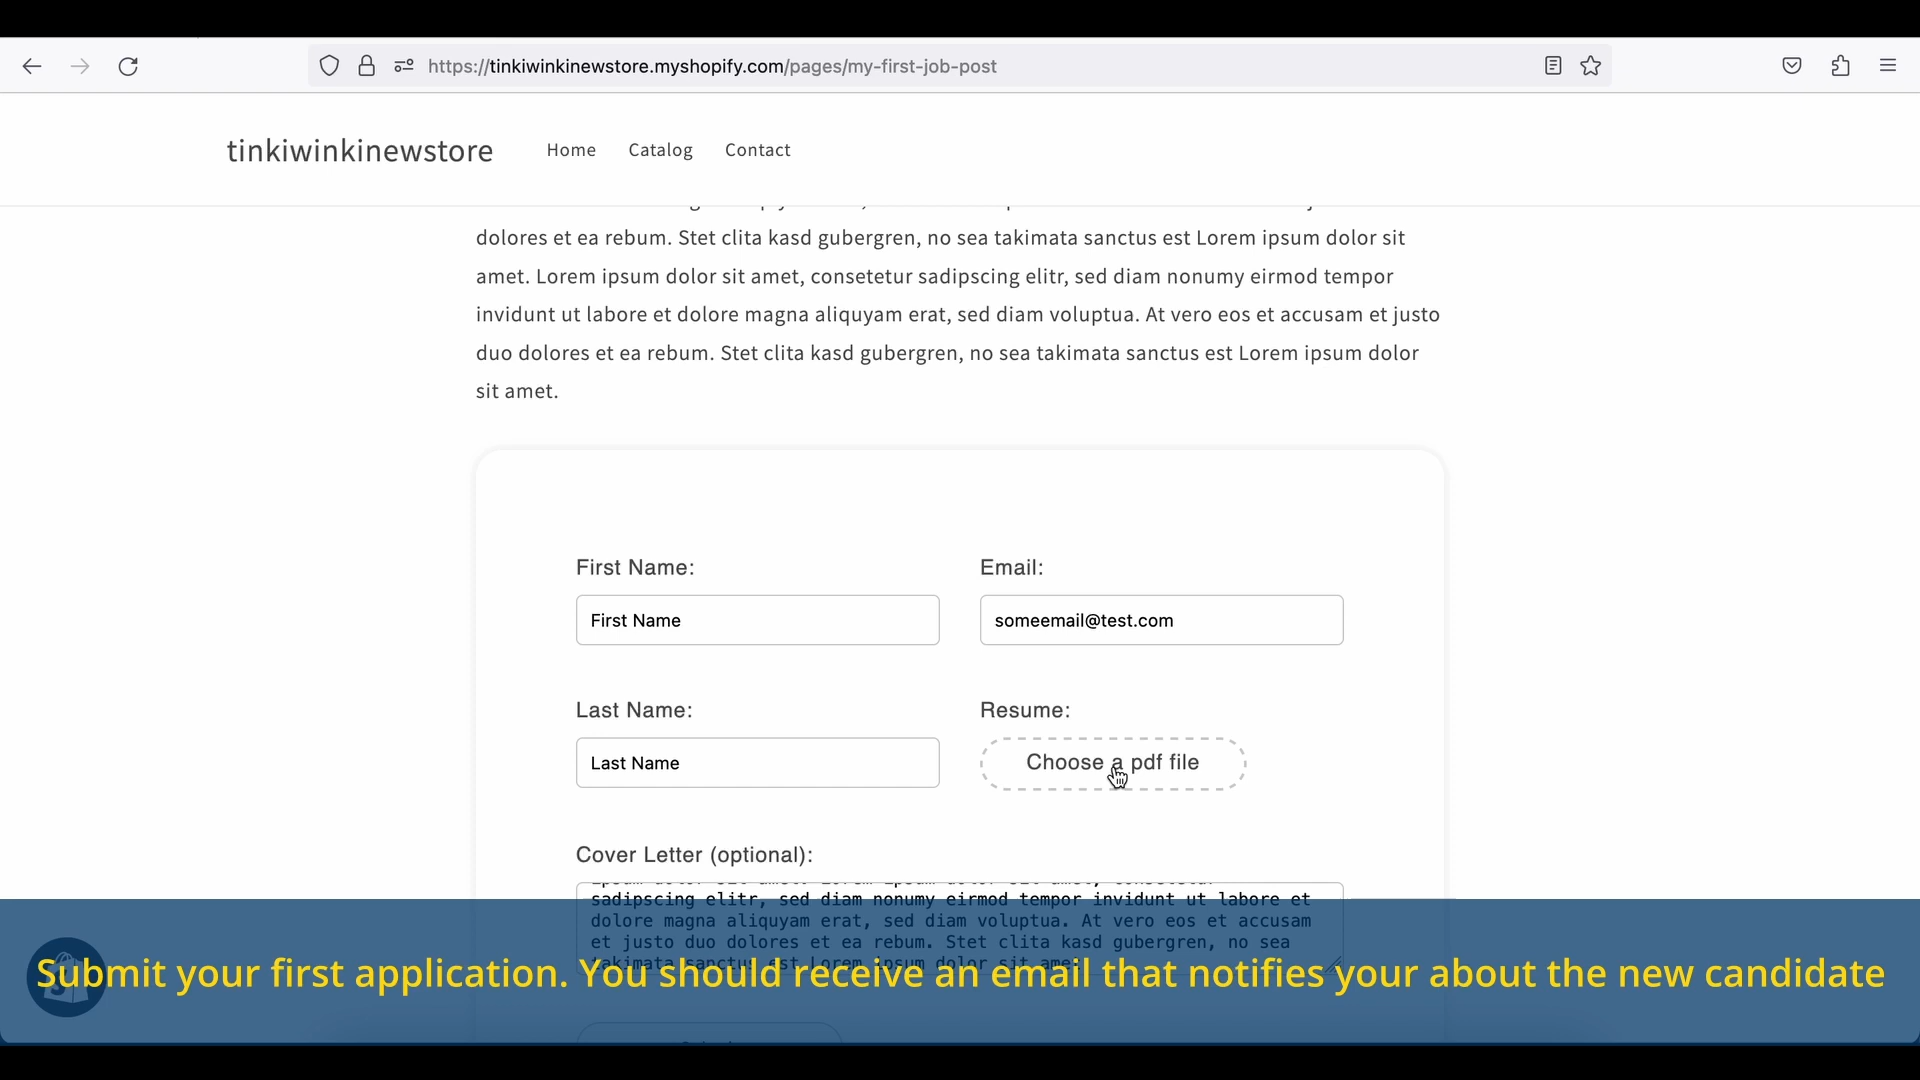 https://tinkiwinkinewstore.myshopify.com/pages/my-first-job-post
tinkiwinkinewstore
Home
Catalog
Contact
dolores et ea rebum. Stet clita kasd gubergren, no sea takimata sanctus est Lorem ipsum dolor sit
amet. Lorem ipsum dolor sit amet, consetetur sadipscing elitr, sed diam nonumy eirmod tempor
invidunt ut labore et dolore magna aliquyam erat, sed diam voluptua. At vero eos et accusam et justo
duo dolores et ea rebum. Stet clita kasd gubergren, no sea takimata sanctus est Lorem ipsum dolor
sit amet.
First Name:
First Name
Email:
someemail@test.com
Last Name:
Last Name
Resume:
Choose a pdf file
Cover Letter (optional):
sadipscing elitr, sed diam nonumy eirmod tempor invidunt ut labore et
dolore magna aliquyam erat, sed diam voluptua. At vero eos et accusam
et justo duo dolores et ea rebum. Stet clita kasd gubergren, no sea
takimata sanctus est Lorem ipsum dolor sit amet.
Submit your first application. You should receive an email that notifies your about the new candidate